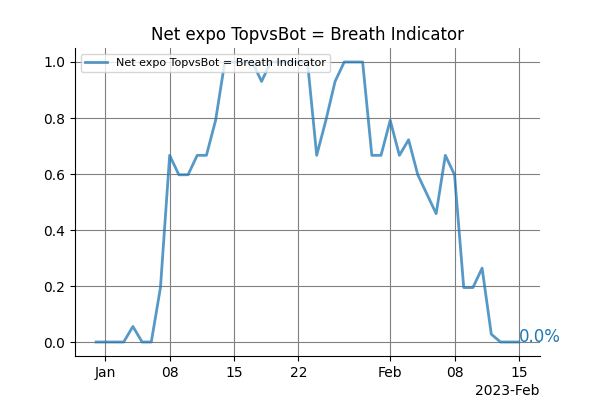 Net expo TopvsBot = Breath Indicator
Net expo TopvsBot = Breath Indicator
1.0
0.8
0.6
0.4
0.2
0.0
0.0%
Jan 08 15 22 Feb 08 15
2023-Feb